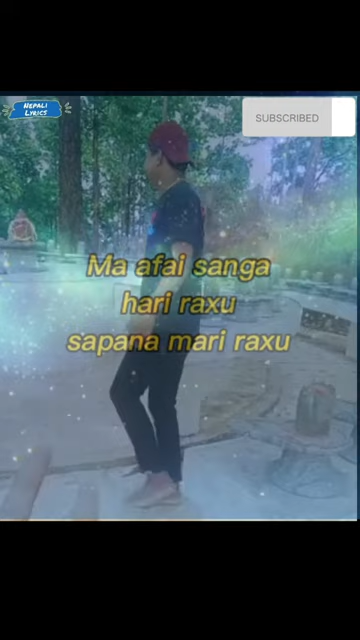 NEPALI
LYRICS
SUBSCRIBED
Ma afai sanga
hari raxu
sapana mari raxu